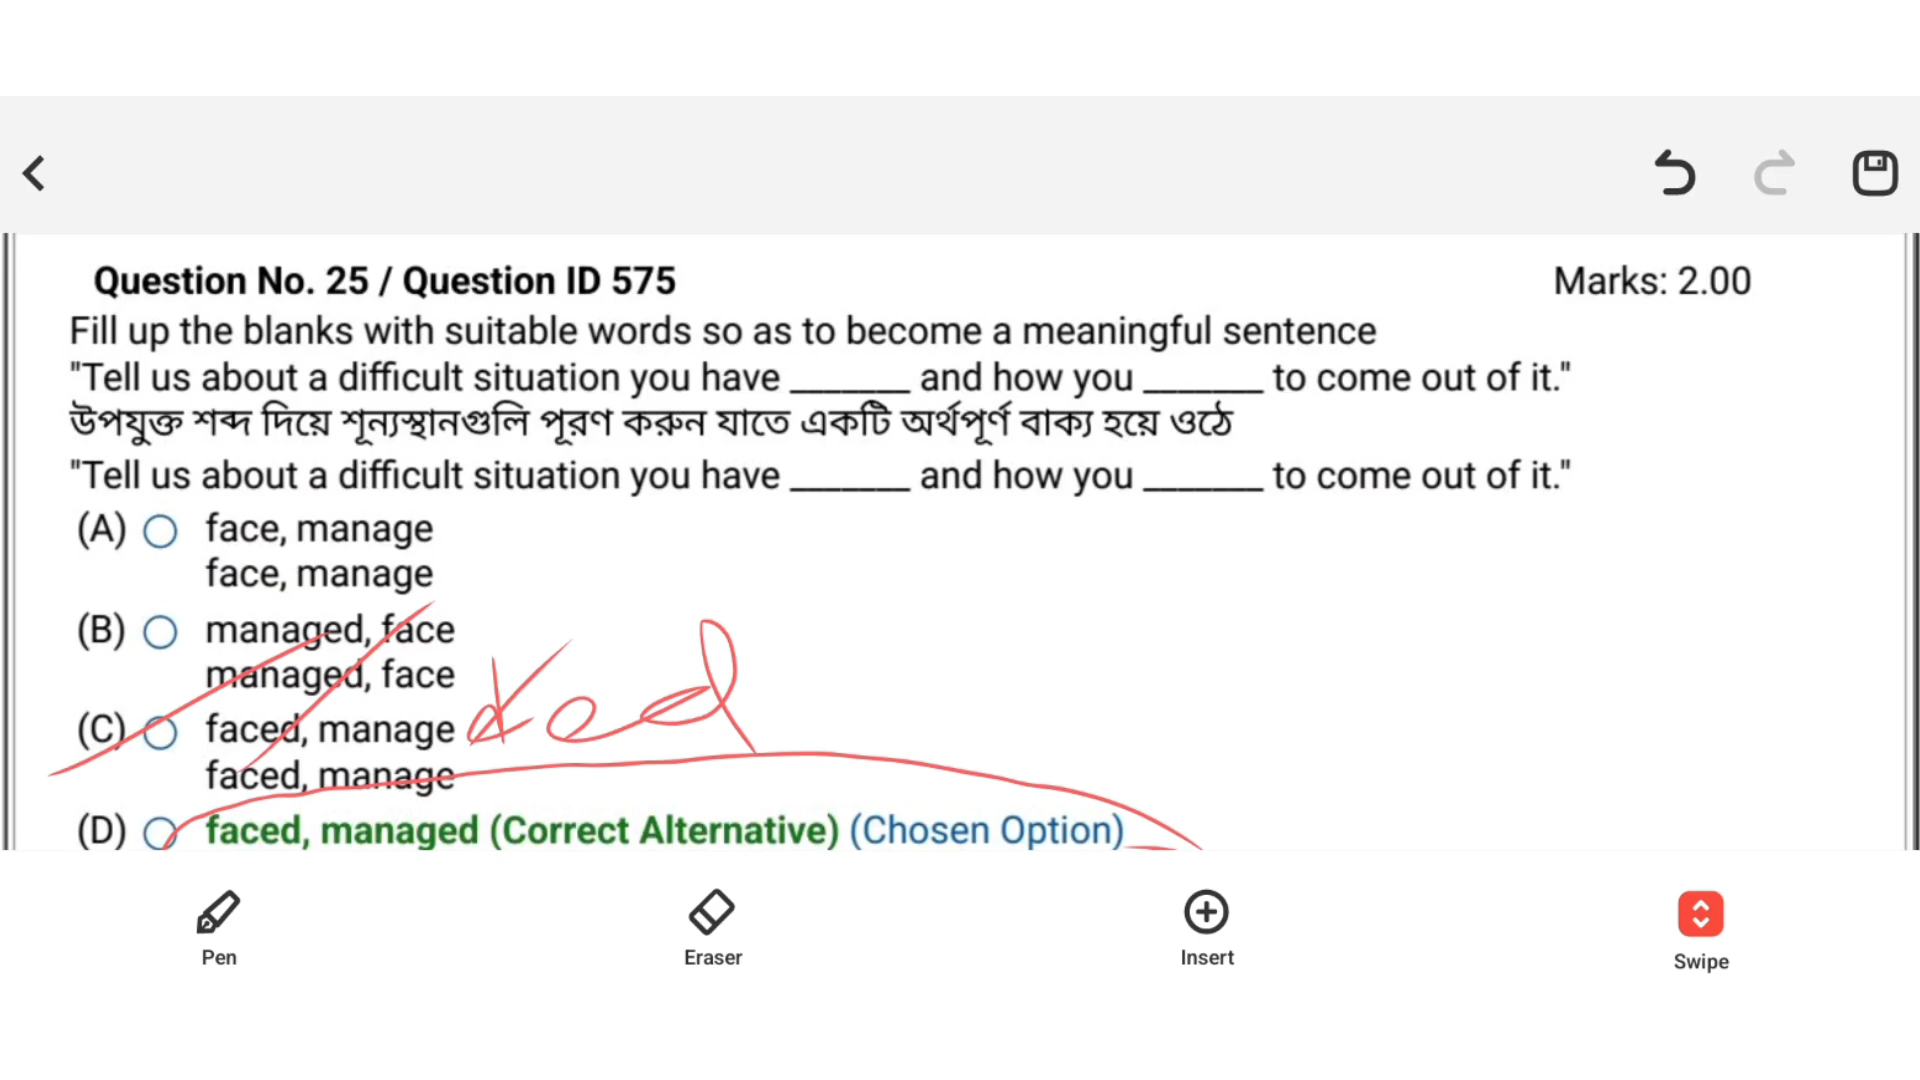 Question No. 25 / Question ID 575
Marks: 2.00
Fill up the blanks with suitable words so as to become a meaningful sentence
"Tell us about a difficult situation you have ______ and how you ______ to come out of it."
উপযুক্ত শব্দ দিয়ে শূন্যস্থানগুলি পূরণ করুন যাতে একটি অর্থপূর্ণ বাক্য হয়ে ওঠে
"Tell us about a difficult situation you have ______ and how you ______ to come out of it."
(A) face, manage
face, manage
(B) managed, face
managed, face
(C) faced, manage
faced, manage
(D) faced, managed (Correct Alternative) (Chosen Option)
Pen
Eraser
Insert
Swipe